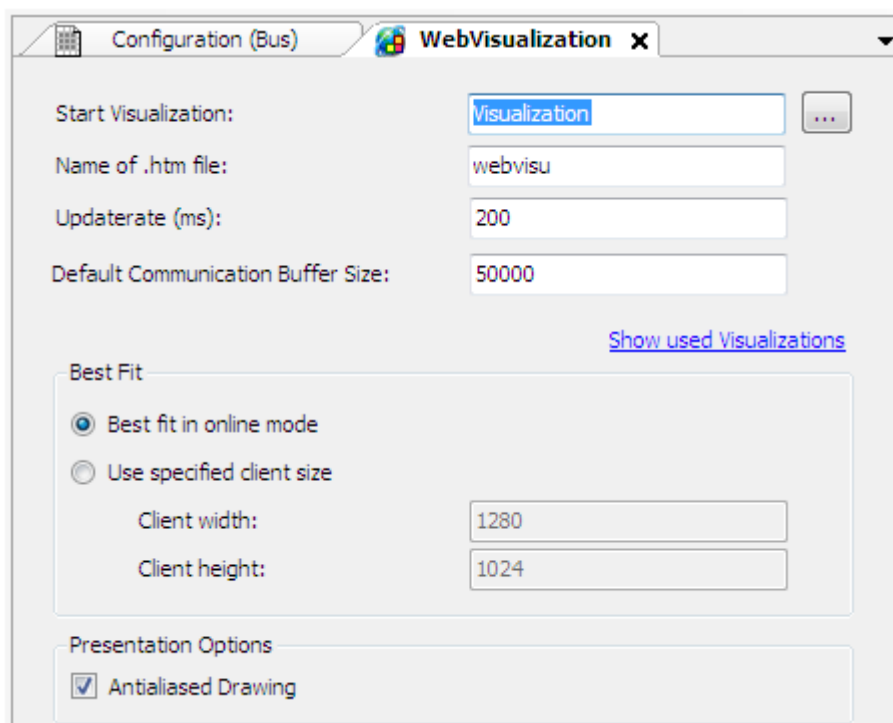 Configuration (Bus) WebVisualization
Start Visualization: Visualization ...
Name of .htm file: webvisu
Updaterate (ms): 200
Default Communication Buffer Size: 50000
Show used Visualizations
Best Fit
Best fit in online mode
Use specified client size
Client width: 1280
Client height: 1024
Presentation Options
Antialiased Drawing